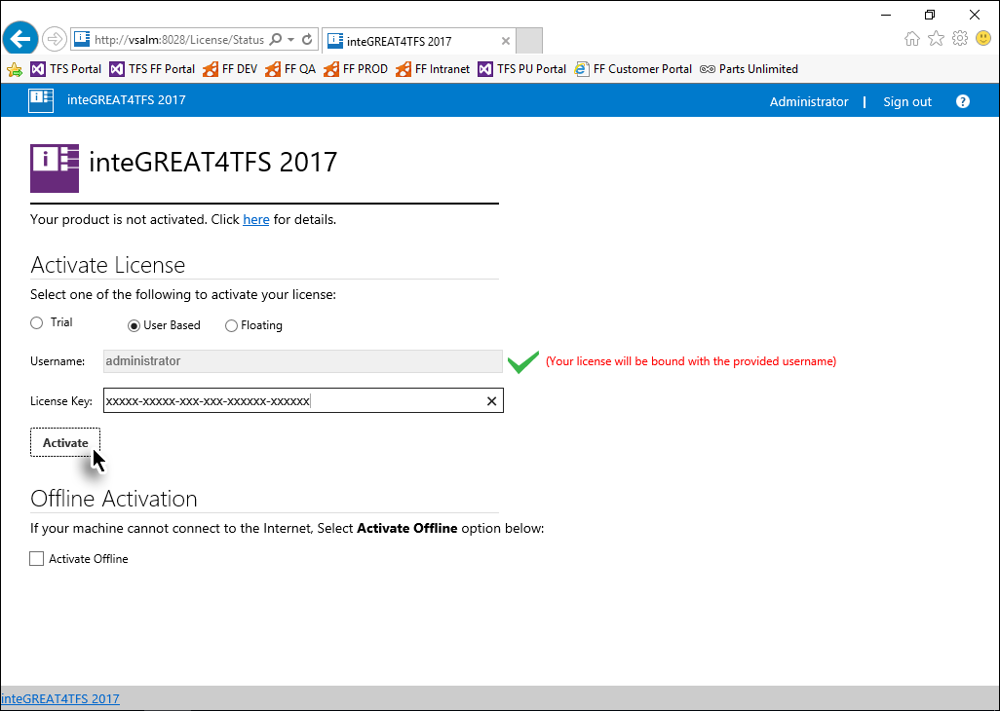 http://vsalm:8028/License/Status
inteGREAT4TFS 2017
TFS Portal TFS FF Portal FF DEV FF QA FF PROD FF Intranet TFS PU Portal FF Customer Portal Parts Unlimited
inteGREAT4TFS 2017 Administrator | Sign out ?
inteGREAT4TFS 2017
Your product is not activated. Click here for details.
Activate License
Select one of the following to activate your license:
Trial User Based Floating
Username: administrator (Your license will be bound with the provided username)
License Key: xxxxx-xxxxx-xxx-xxx-xxxxxx-xxxxxx
Activate
Offline Activation
If your machine cannot connect to the Internet, Select Activate Offline option below:
Activate Offline
inteGREAT4TFS 2017